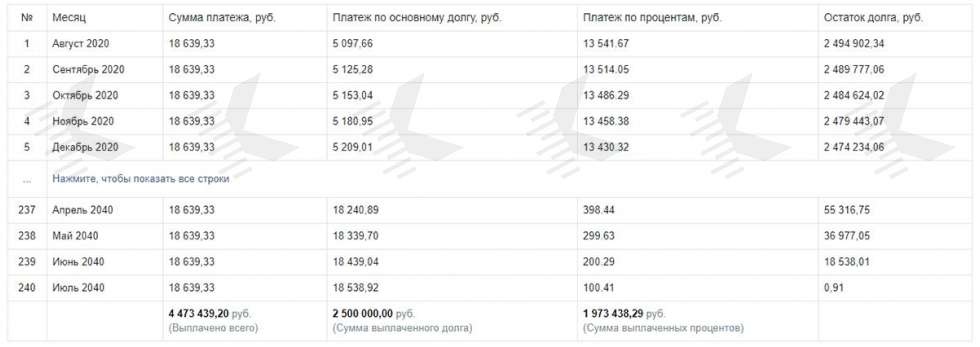 № Месяц Сумма платежа, руб. Платеж по основному долгу, руб. Платеж по процентам, руб. Остаток долга, руб.
1 Август 2020 18 639,33 5 097,66 13 541.67 2 494 902,34
2 Сентябрь 2020 18 639,33 5 125,28 13 514.05 2 489 777,06
3 Октябрь 2020 18 639,33 5 153,04 13 486.29 2 484 624,02
4 Ноябрь 2020 18 639,33 5 180,95 13 458.38 2 479 443,07
5 Декабрь 2020 18 639,33 5 209,01 13 430.32 2 474 234,06
... Нажмите, чтобы показать все строки
237 Апрель 2040 18 639,33 18 240,89 398.44 55 316,75
238 Май 2040 18 639,33 18 339,70 299.63 36 977,05
239 Июнь 2040 18 639,33 18 439,04 200.29 18 538,01
240 Июль 2040 18 639,33 18 538,92 100.41 0,91
4 473 439,20 руб. 2 500 000,00 руб. 1 973 438,29 руб.
(Выплачено всего) (Сумма выплаченного долга) (Сумма выплаченных процентов)